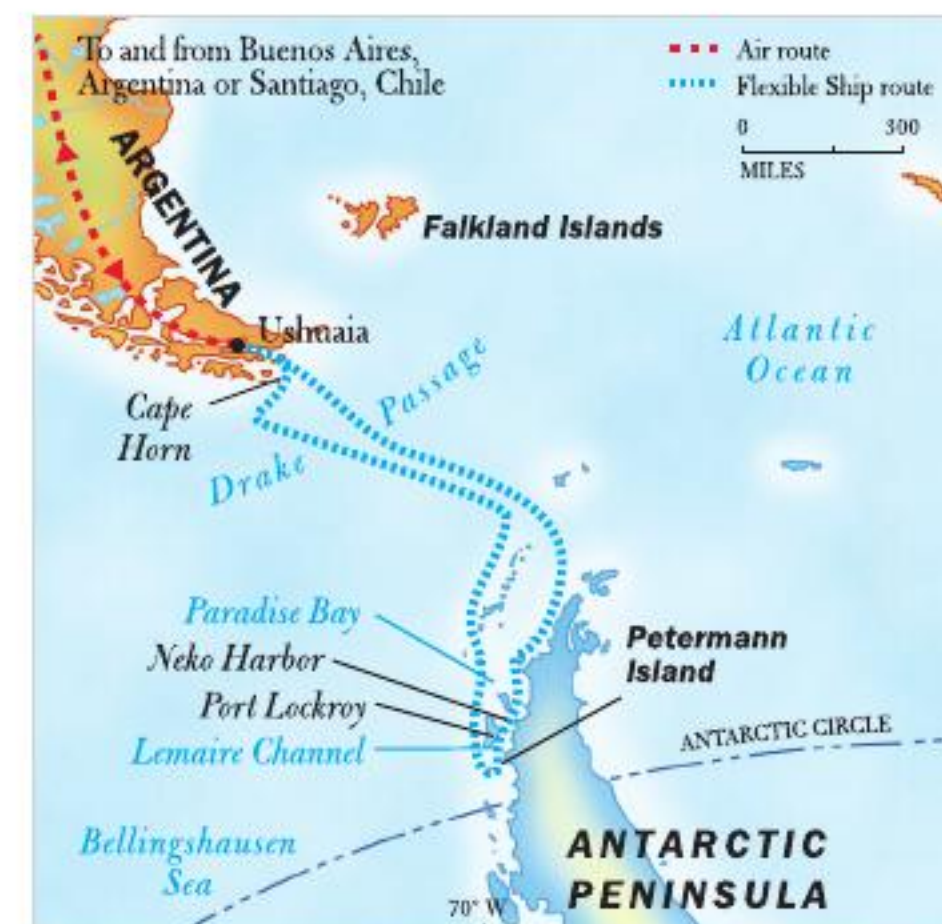 To and from Buenos Aires,
Argentina or Santiago, Chile
Air route
Flexible Ship route
0 300
MILES
ARGENTINA
Falkland Islands
Ushuaia
Atlantic
Ocean
Cape
Horn
Drake Passage
Paradise Bay
Neko Harbor
Port Lockroy
Lemaire Channel
Petermann
Island
ANTARCTIC CIRCLE
Bellingshausen
Sea
ANTARCTIC
PENINSULA
70° W